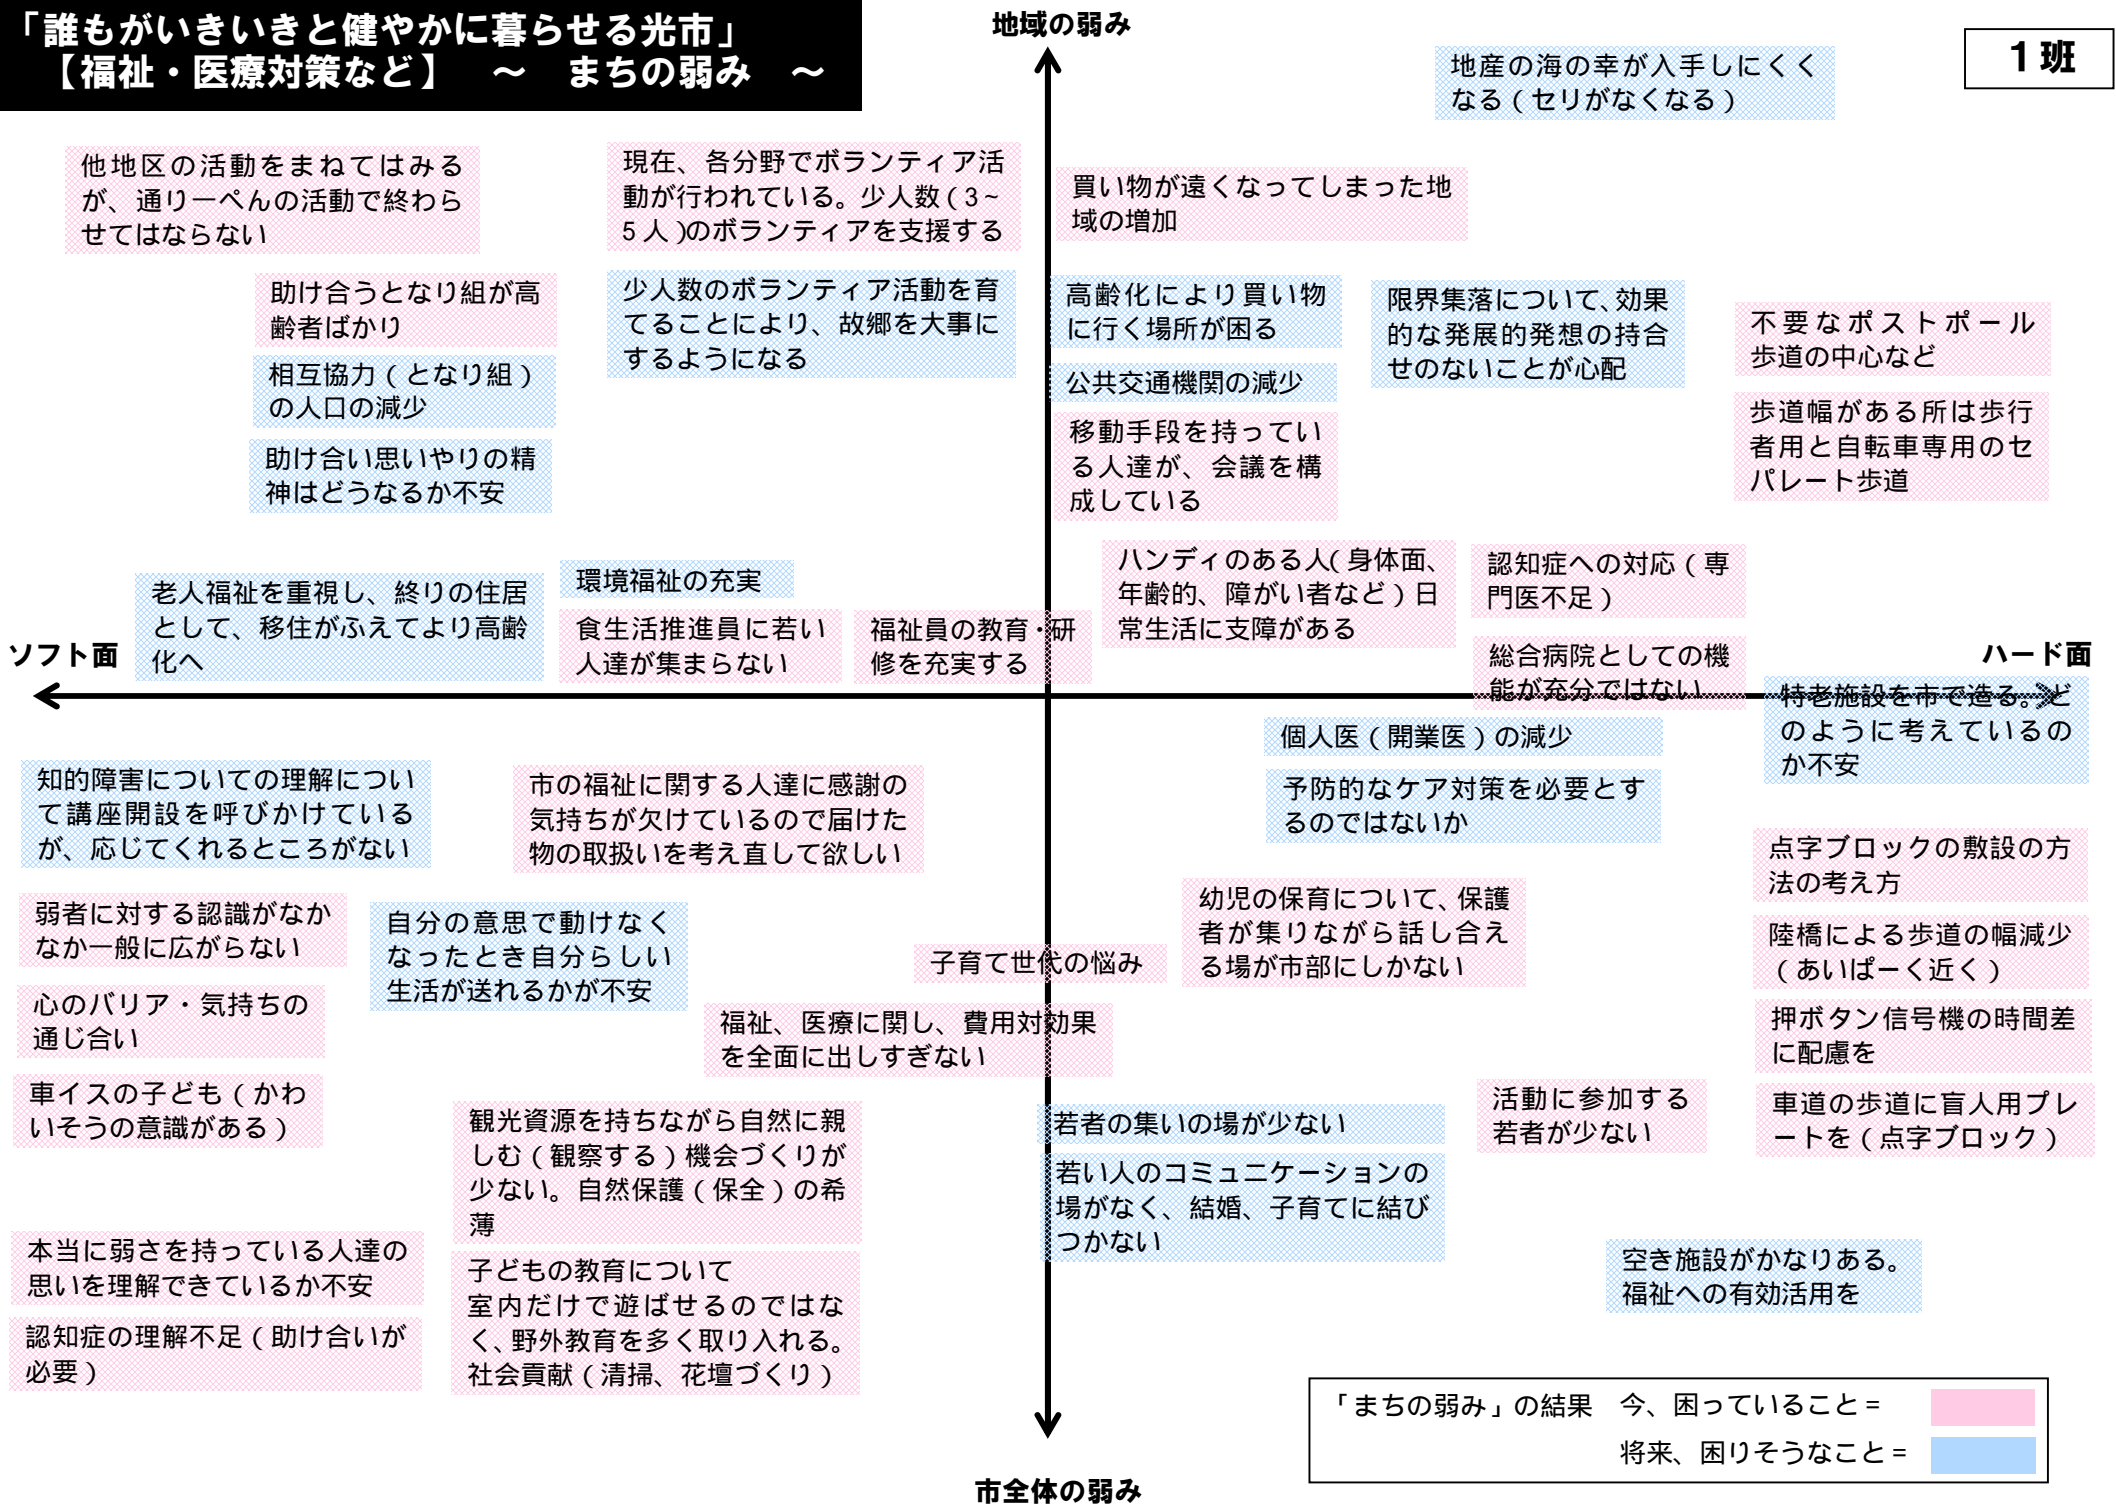 「誰もがいきいきと健やかに暮らせる光市」
【福祉・医療対策など】　～　まちの弱み　～
地域の弱み
１班
地産の海の幸が入手しにくく
なる（セリがなくなる）
他地区の活動をまねてはみる
が、通り一ぺんの活動で終わら
せてはならない
現在、各分野でボランティア活
動が行われている。少人数（3～
5人）のボランティアを支援する
買い物が遠くなってしまった地
域の増加
助け合うとなり組が高
齢者ばかり
少人数のボランティア活動を育
てることにより、故郷を大事に
するようになる
高齢化により買い物
に行く場所が困る
限界集落について、効果
的な発展的発想の持合
せのないことが心配
不要なポストポール
歩道の中心など
相互協力（となり組）
の人口の減少
公共交通機関の減少
歩道幅がある所は歩行
者用と自転車専用のセ
パレート歩道
助け合い思いやりの精
神はどうなるか不安
移動手段を持ってい
る人達が、会議を構
成している
老人福祉を重視し、終りの住居
として、移住がふえてより高齢
化へ
環境福祉の充実
食生活推進員に若い
人達が集まらない
福祉員の教育・研
修を充実する
ハンディのある人（身体面、
年齢的、障がい者など）日
常生活に支障がある
認知症への対応（専
門医不足）
総合病院としての機
能が充分ではない
ソフト面
ハード面
特老施設を市で造る。ど
のように考えているの
か不安
個人医（開業医）の減少
予防的なケア対策を必要とす
るのではないか
知的障害についての理解につい
て講座開設を呼びかけている
が、応じてくれるところがない
市の福祉に関する人達に感謝の
気持ちが欠けているので届けた
物の取扱いを考え直して欲しい
点字ブロックの敷設の方
法の考え方
弱者に対する認識がなか
なか一般に広がらない
自分の意思で動けなく
なったとき自分らしい
生活が送れるかが不安
子育て世代の悩み
幼児の保育について、保護
者が集りながら話し合え
る場が市部にしかない
陸橋による歩道の幅減少
（あいぱーく近く）
心のバリア・気持ちの
通じ合い
福祉、医療に関し、費用対効果
を全面に出しすぎない
押ボタン信号機の時間差
に配慮を
車イスの子ども（かわ
いそうの意識がある）
観光資源を持ちながら自然に親
しむ（観察する）機会づくりが
少ない。自然保護（保全）の希
薄
若者の集いの場が少ない
活動に参加する
若者が少ない
車道の歩道に盲人用プレ
ートを（点字ブロック）
若い人のコミュニケーションの
場がなく、結婚、子育てに結び
つかない
本当に弱さを持っている人達の
思いを理解できているか不安
子どもの教育について
室内だけで遊ばせるのではな
く、野外教育を多く取り入れる。
社会貢献（清掃、花壇づくり）
空き施設がかなりある。
福祉への有効活用を
認知症の理解不足（助け合いが
必要）
「まちの弱み」の結果　今、困っていること＝
将来、困りそうなこと＝
市全体の弱み